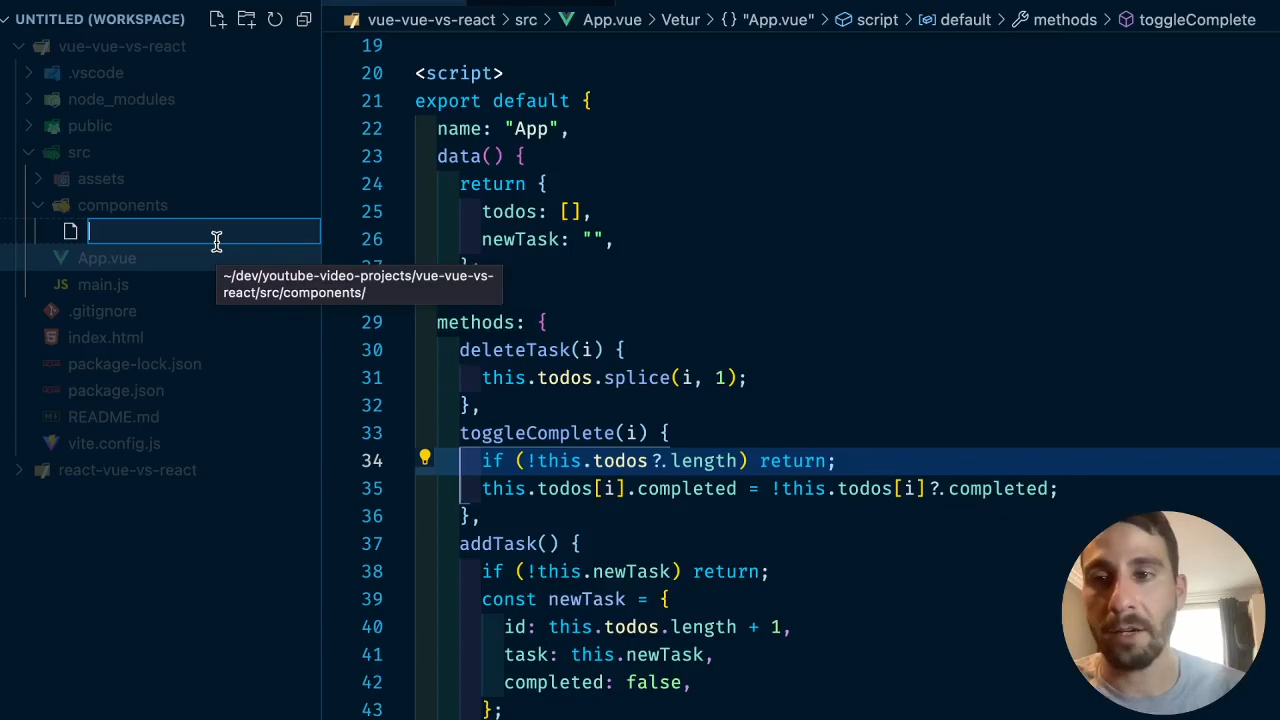 UNTITLED (WORKSPACE)
vue-vue-vs-react
.vscode
node_modules
public
src
assets
components
App.vue
JS main.js
.gitignore
index.html
package-lock.json
package.json
README.md
vite.config.js
react-vue-vs-react
~/dev/youtube-video-projects/vue-vue-vs-
react/src/components/
vue-vue-vs-react > src > App.vue > Vetur > {} "App.vue" > script > default > methods > toggleComplete
19
20 <script>
21 export default {
22 name: "App",
23 data() {
24 return {
25 todos: [],
26 newTask: "",
29 methods: {
30 deleteTask(i) {
31 this.todos.splice(i, 1);
32 },
33 toggleComplete(i) {
34 if (!this.todos?.length) return;
35 this.todos[i].completed = !this.todos[i]?.completed;
36 },
37 addTask() {
38 if (!this.newTask) return;
39 const newTask = {
40 id: this.todos.length + 1,
41 task: this.newTask,
42 completed: false,
43 };